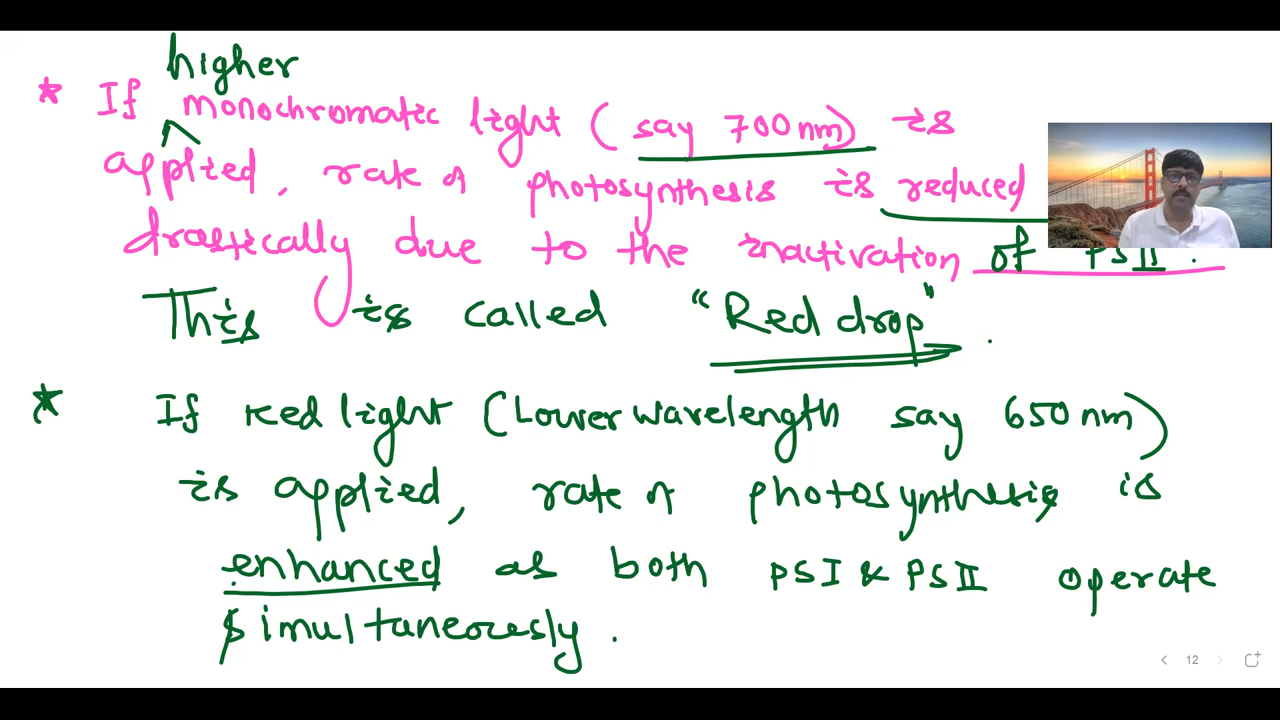 higher
* If monochromatic light (say 700nm) is
applied, rate of photosynthesis is reduced
drastically due to the inactivation of PSII.
This is called "Red drop".
* If Red light (Lower wavelength say 650nm)
is applied, rate of photosynthesis is
enhanced as both PSI & PSII operate
simultaneously.
12